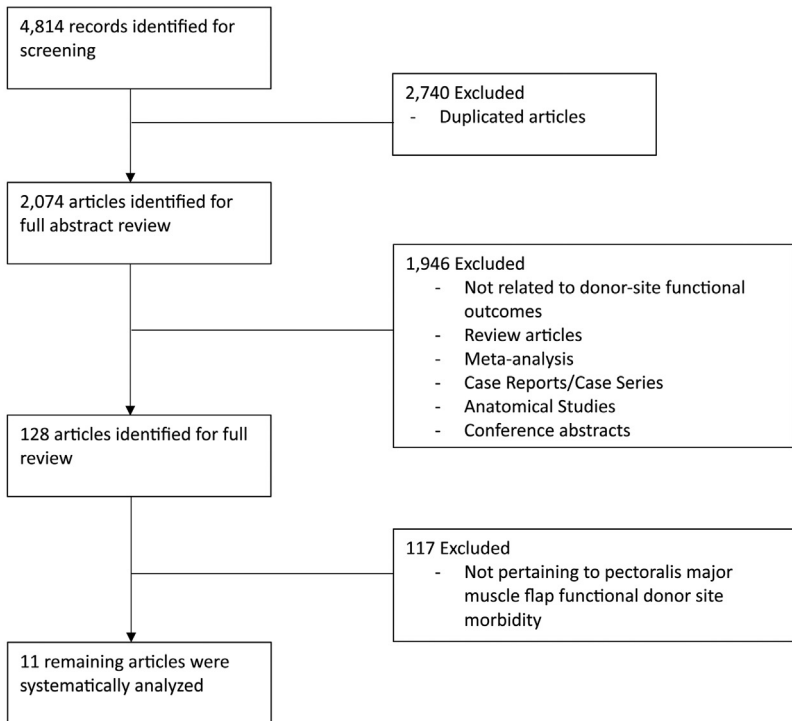 4,814 records identified for
screening
2,740 Excluded
- Duplicated articles
2,074 articles identified for
full abstract review
1,946 Excluded
- Not related to donor-site functional
outcomes
- Review articles
- Meta-analysis
- Case Reports/Case Series
- Anatomical Studies
- Conference abstracts
128 articles identified for full
review
117 Excluded
- Not pertaining to pectoralis major
muscle flap functional donor site
morbidity
11 remaining articles were
systematically analyzed